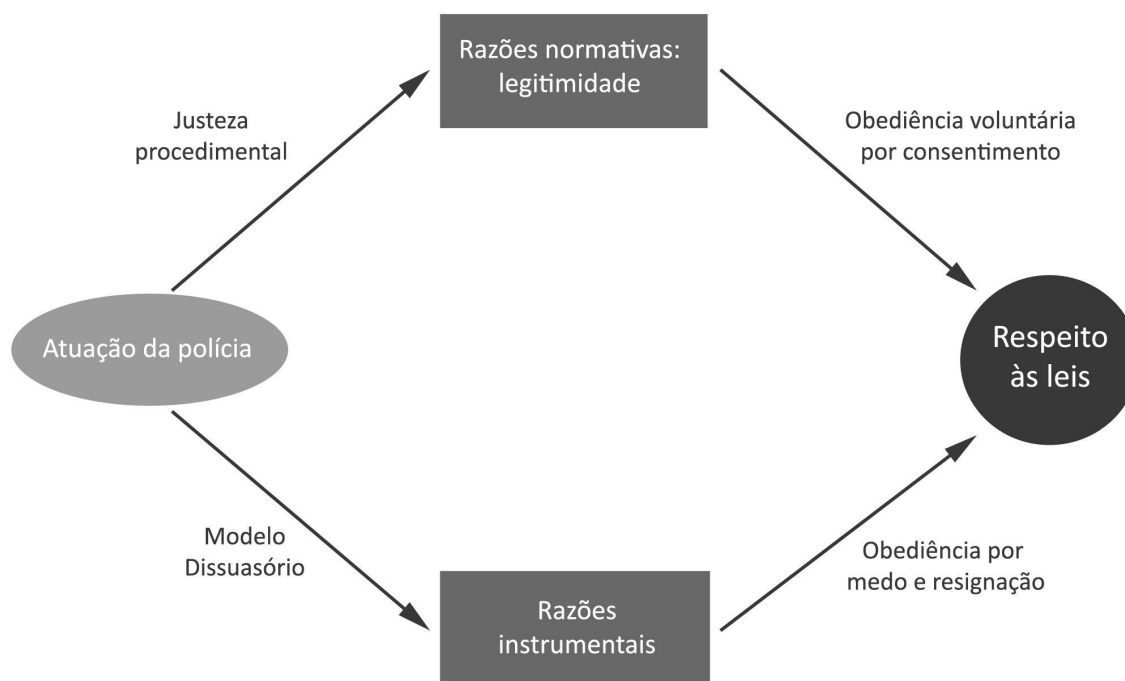 Razões normativas:
legitimidade
Justeza
procedimental
Obediência voluntária
por consentimento
Atuação da polícia
Respeito
às leis
Modelo
Dissuasório
Obediência por
medo e resignação
Razões
instrumentais